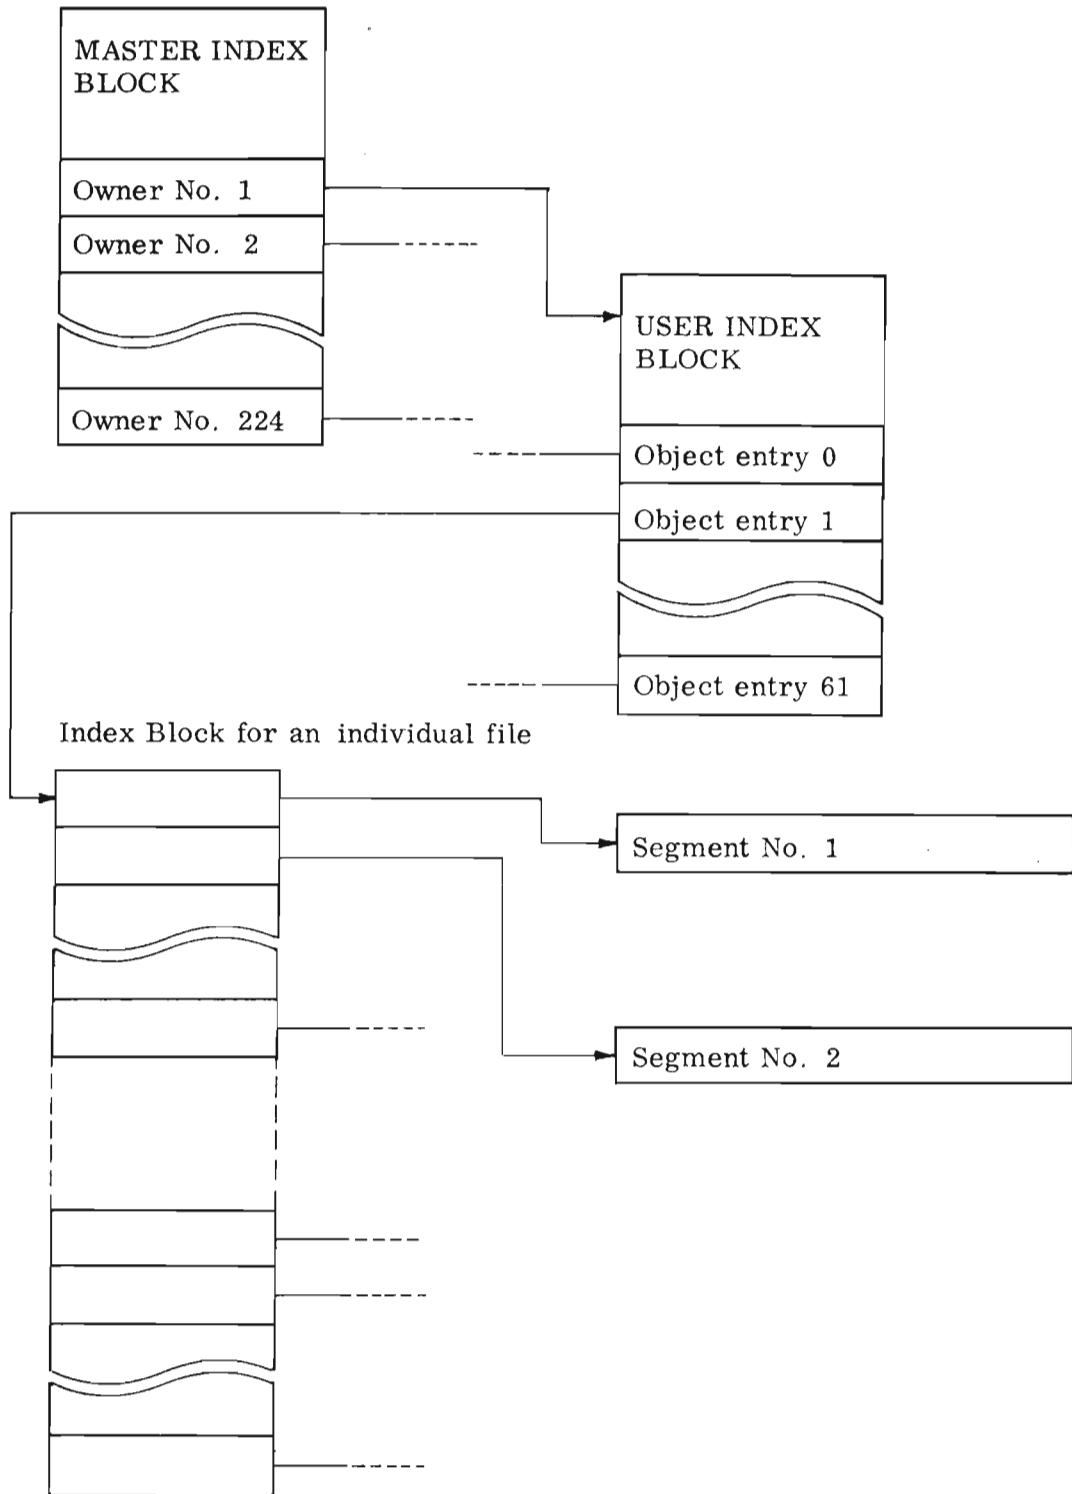 MASTER INDEX
BLOCK
Owner No. 1
Owner No. 2
Owner No. 224
USER INDEX
BLOCK
Object entry 0
Object entry 1
Object entry 61
Index Block for an individual file
Segment No. 1
Segment No. 2